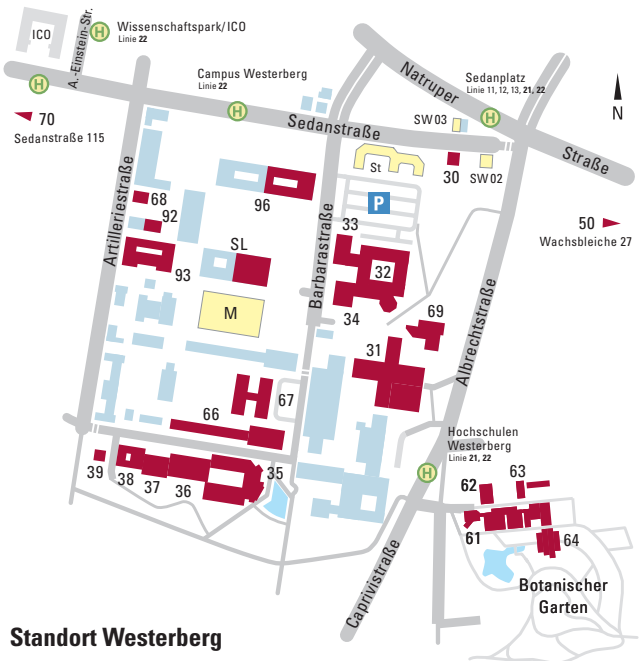 ICO
A.-Einstein-Str.
H
Wissenschaftspark/ICO
Linie 22
H
70
Sedanstraße 115
Campus Westerberg
Linie 22
H
Sedanstraße
Natruper
Straße
Sedanplatz
Linie 11, 12, 13, 21, 22
H
N
SW 03
30
SW 02
St
P
50
Wachsbleiche 27
Artilleriestraße
68
92
93
96
SL
M
Barbarastraße
33
32
34
69
31
Albrechtstraße
66
67
39
38
37
36
35
Hochschulen
Westerberg
Linie 21, 22
H
62
63
61
64
Caprivistraße
Botanischer
Garten
Standort Westerberg